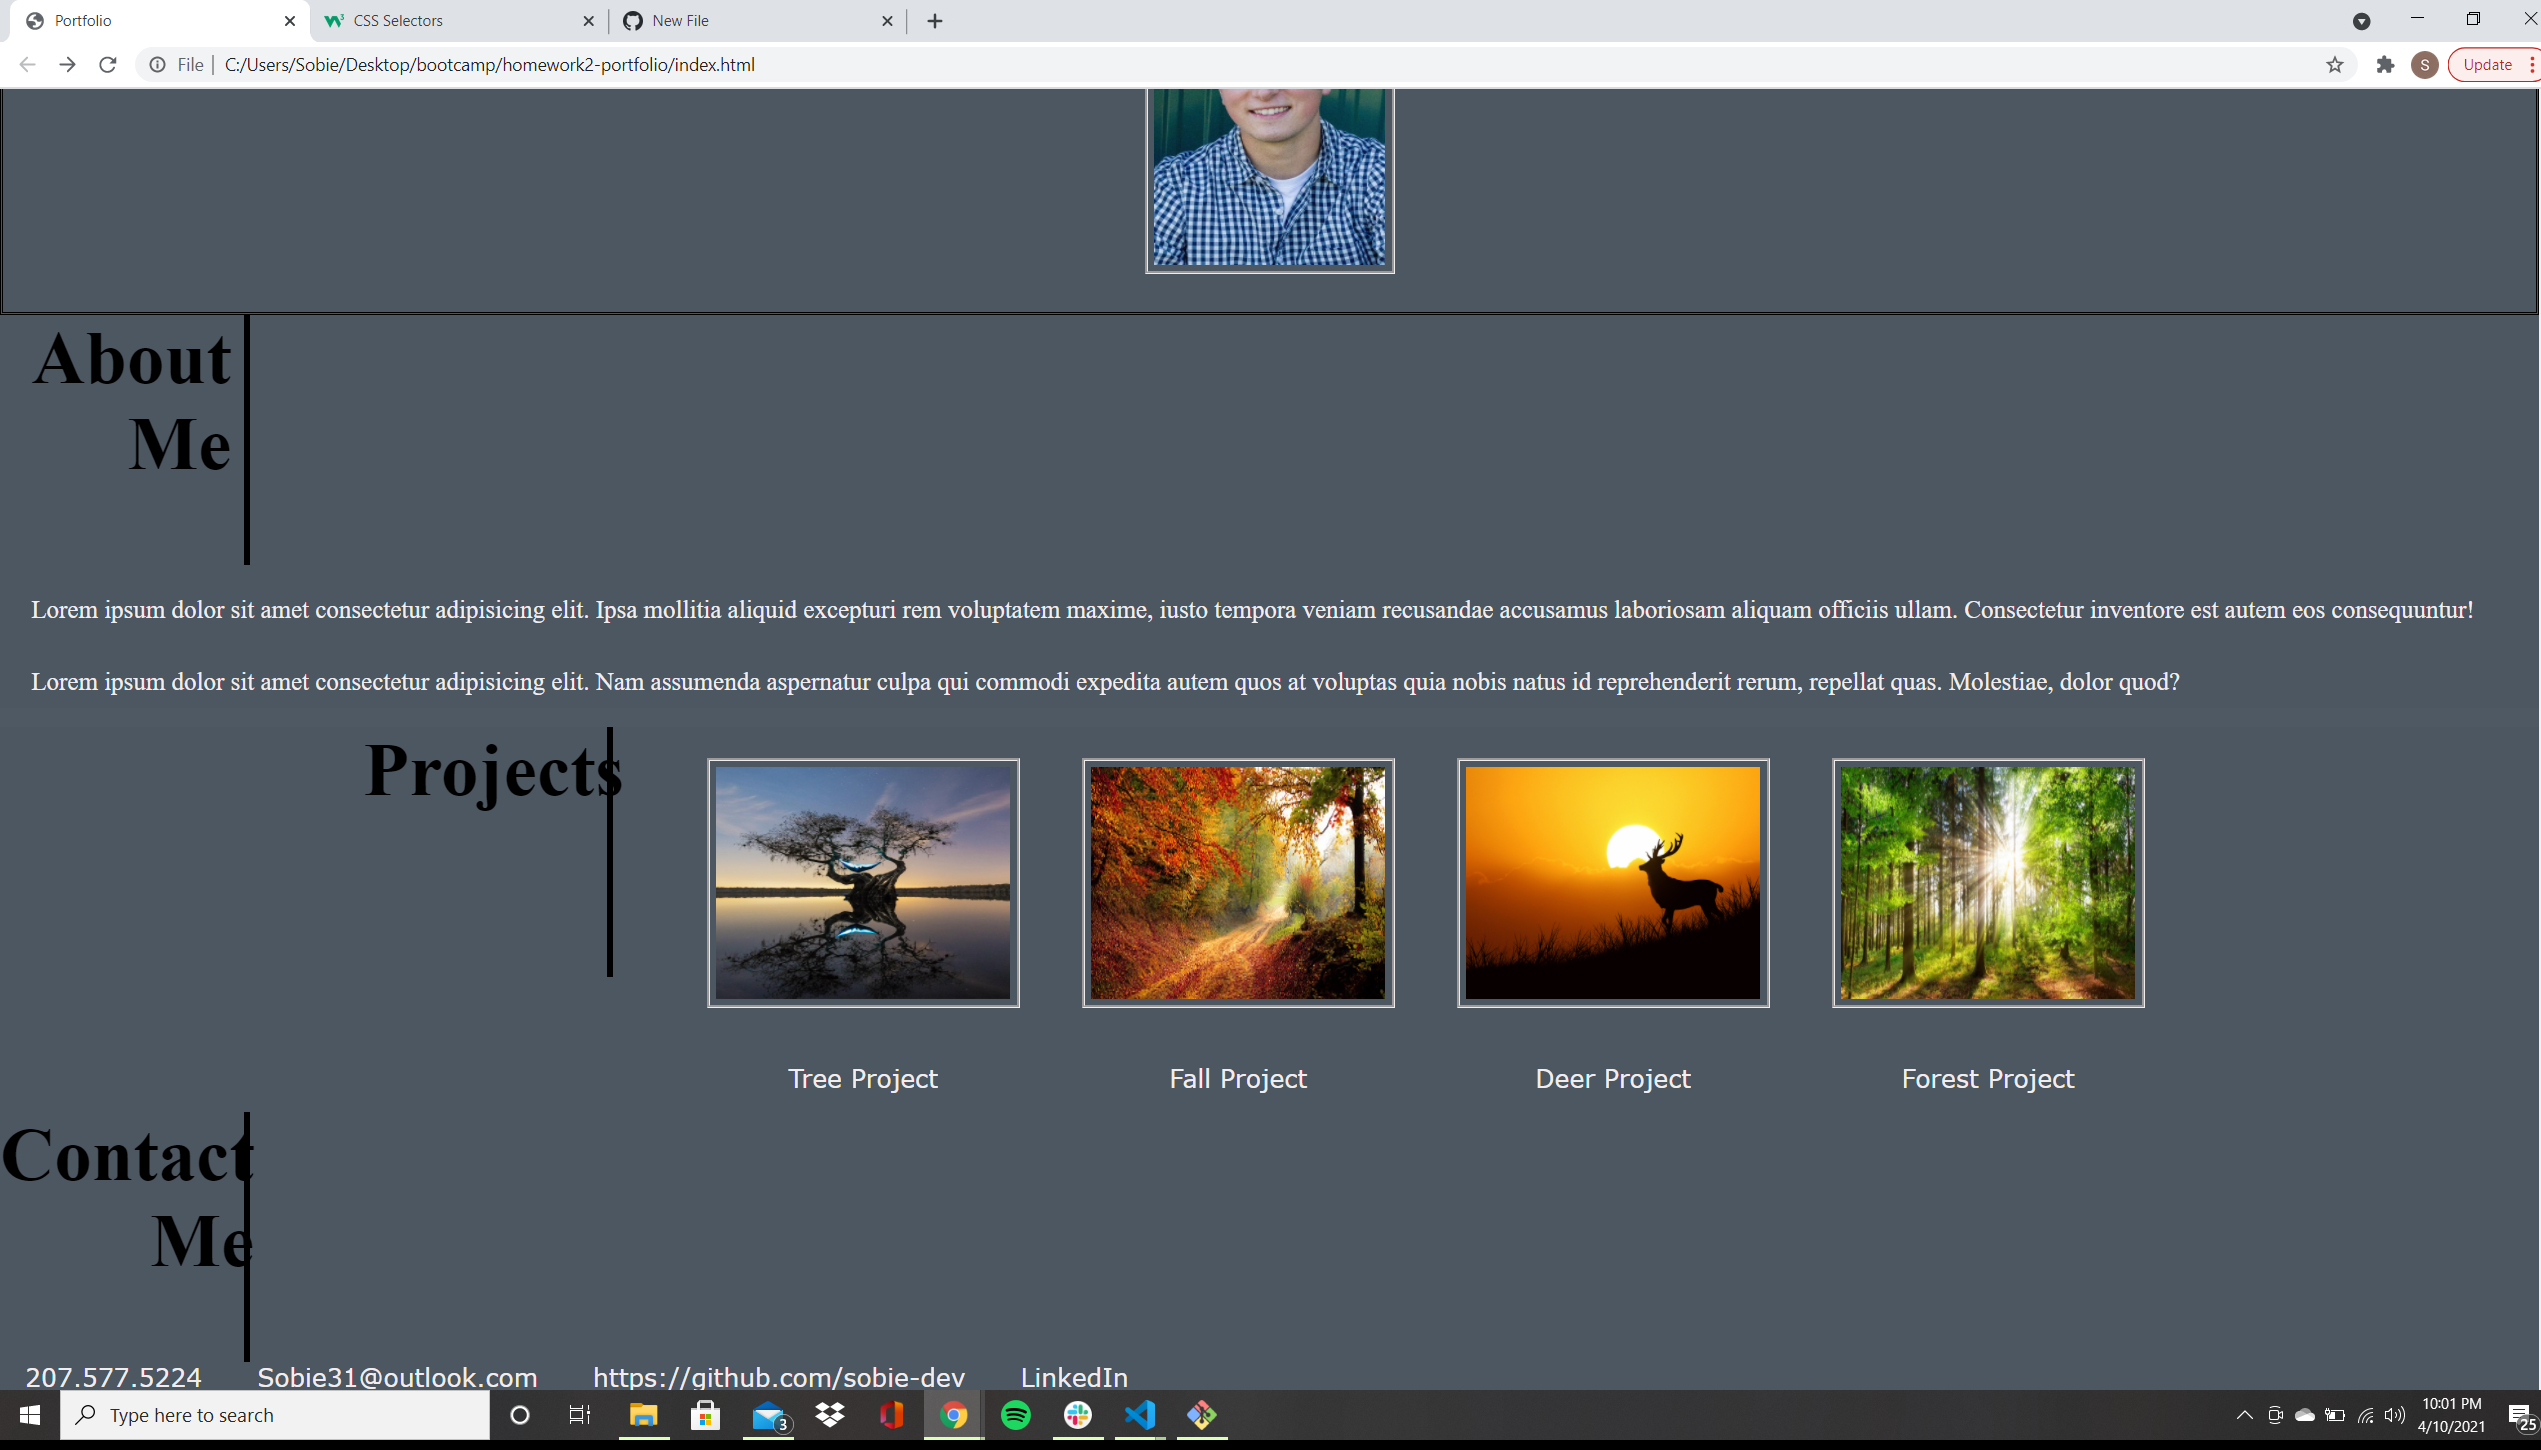 Portfolio
CSS Selectors
New File
File
C:/Users/Sobie/Desktop/bootcamp/homework2-portfolio/index.html
S
Update
About
Me
Lorem ipsum dolor sit amet consectetur adipisicing elit. Ipsa mollitia aliquid excepturi rem voluptatem maxime, iusto tempora veniam recusandae accusamus laboriosam aliquam officiis ullam. Consectetur inventore est autem eos consequuntur!
Lorem ipsum dolor sit amet consectetur adipisicing elit. Nam assumenda aspernatur culpa qui commodi expedita autem quos at voluptas quia nobis natus id reprehenderit rerum, repellat quas. Molestiae, dolor quod?
Projects
Tree Project
Fall Project
Deer Project
Forest Project
Contact
Me
207.577.5224
Sobie31@outlook.com
https://github.com/sobie-dev
LinkedIn
Type here to search
3
10:01 PM
4/10/2021
25